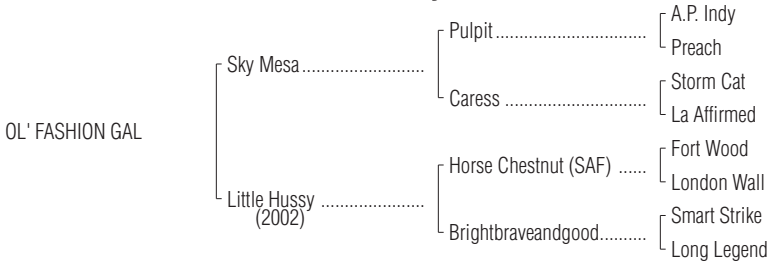 A.P. Indy
Pulpit..............................
Preach
Sky Mesa........................
Storm Cat
Caress ............................
La Affirmed
OL' FASHION GAL
Fort Wood
Horse Chestnut (SAF) ......
London Wall
Little Hussy .....................
(2002)
Smart Strike
Brightbraveandgood..........
Long Legend